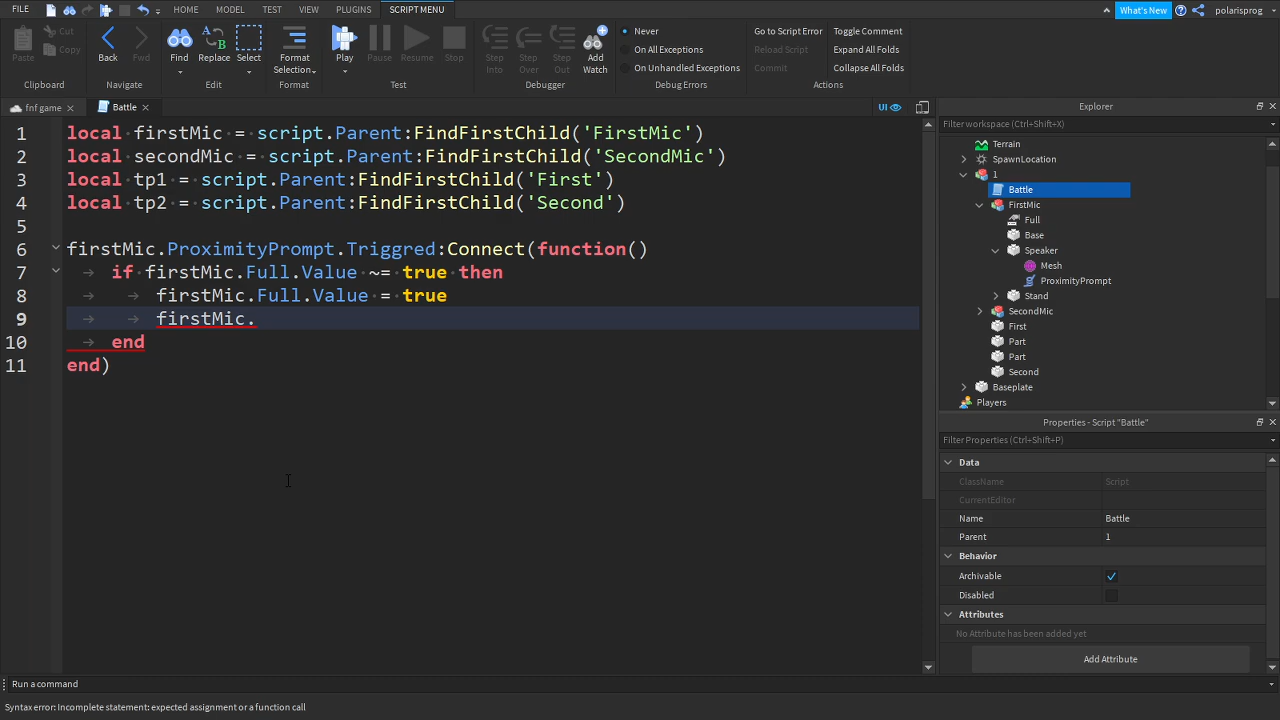 FILE HOME MODEL TEST VIEW PLUGINS SCRIPT MENU What's New polarisprog
Paste Cut Copy Back Fwd Find Replace Select Format Selection Play Pause Resume Stop Step Into Step Over Step Out Add Watch
Never
On All Exceptions
On Unhandled Exceptions
Go to Script Error
Reload Script
Commit
Toggle Comment
Expand All Folds
Collapse All Folds
Clipboard Navigate Edit Format Test Debugger Debug Errors Actions
fnf game Battle UI
1 local firstMic = script.Parent:FindFirstChild('FirstMic')
2 local secondMic = script.Parent:FindFirstChild('SecondMic')
3 local tp1 = script.Parent:FindFirstChild('First')
4 local tp2 = script.Parent:FindFirstChild('Second')
5
6 firstMic.ProximityPrompt.Triggred:Connect(function()
7 if firstMic.Full.Value ~= true then
8 firstMic.Full.Value = true
9 firstMic.
10 end
11 end)
Explorer
Filter workspace (Ctrl+Shift+X)
Terrain
SpawnLocation
1
Battle
FirstMic
Full
Base
Speaker
Mesh
ProximityPrompt
Stand
SecondMic
First
Part
Part
Second
Baseplate
Players
Properties - Script "Battle"
Filter Properties (Ctrl+Shift+P)
Data
ClassName Script
CurrentEditor
Name Battle
Parent 1
Behavior
Archivable
Disabled
Attributes
No Attribute has been added yet
Add Attribute
Run a command
Syntax error: Incomplete statement: expected assignment or a function call